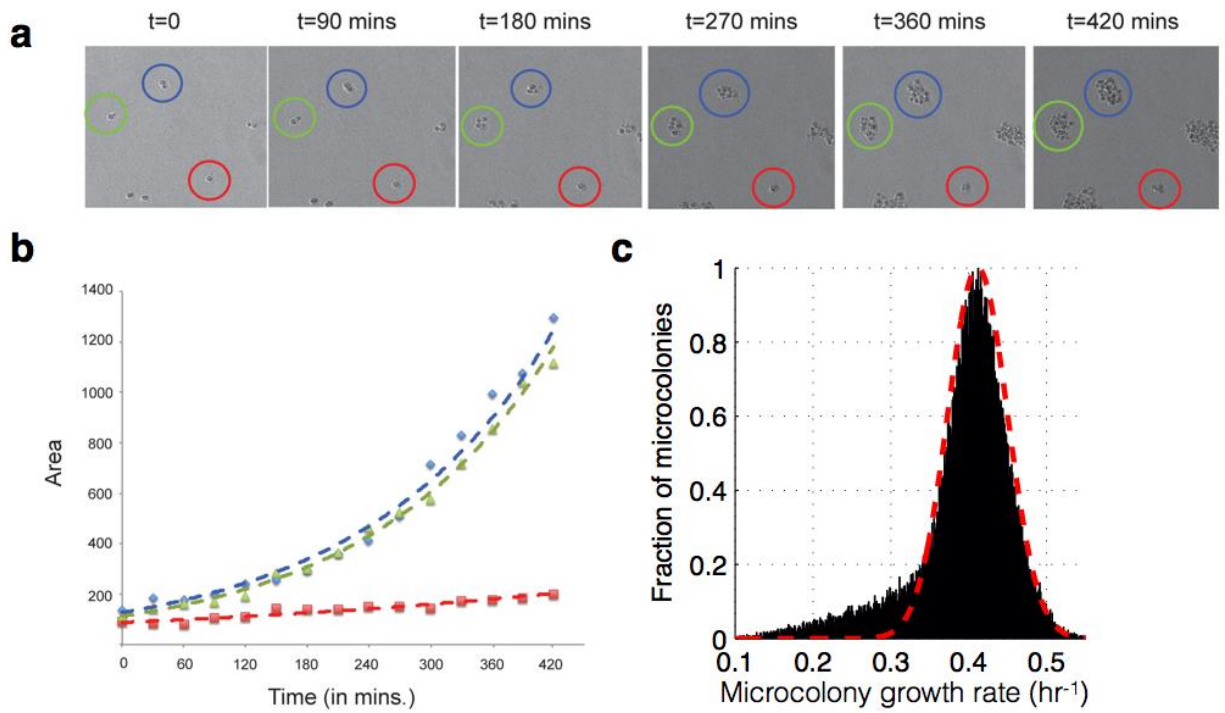 a
t=0 t=90 mins t=180 mins t=270 mins t=360 mins t=420 mins
b
1400
1200
1000
800
600
400
200
Area
0 60 120 180 240 300 360 420
Time (in mins.)
c
1
0.8
0.6
0.4
0.2
0
Fraction of microcolonies
0.1 0.2 0.3 0.4 0.5
Microcolony growth rate (hr-1)